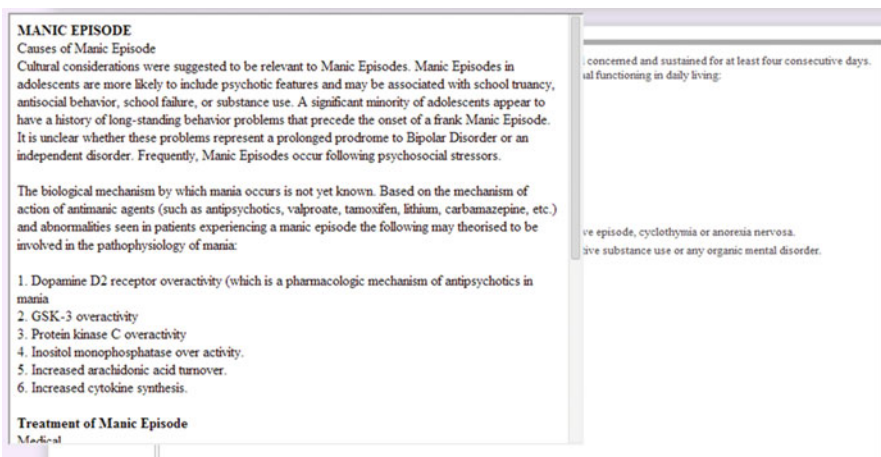 MANIC EPISODE
Causes of Manic Episode
Cultural considerations were suggested to be relevant to Manic Episodes. Manic Episodes in
adolescents are more likely to include psychotic features and may be associated with school truancy,
antisocial behavior, school failure, or substance use. A significant minority of adolescents appear to
have a history of long-standing behavior problems that precede the onset of a frank Manic Episode.
It is unclear whether these problems represent a prolonged prodrome to Bipolar Disorder or an
independent disorder. Frequently, Manic Episodes occur following psychosocial stressors.
The biological mechanism by which mania occurs is not yet known. Based on the mechanism of
action of antimanic agents (such as antipsychotics, valproate, tamoxifen, lithium, carbamazepine, etc.)
and abnormalities seen in patients experiencing a manic episode the following may theorised to be
involved in the pathophysiology of mania:
1. Dopamine D2 receptor overactivity (which is a pharmacologic mechanism of antipsychotics in
mania
2. GSK-3 overactivity
3. Protein kinase C overactivity
4. Inositol monophosphatase over activity.
5. Increased arachidonic acid turnover.
6. Increased cytokine synthesis.
Treatment of Manic Episode
Medical
concerned and sustained for at least four consecutive days.
al functioning in daily living:
ve episode, cyclothymia or anorexia nervosa.
tive substance use or any organic mental disorder.